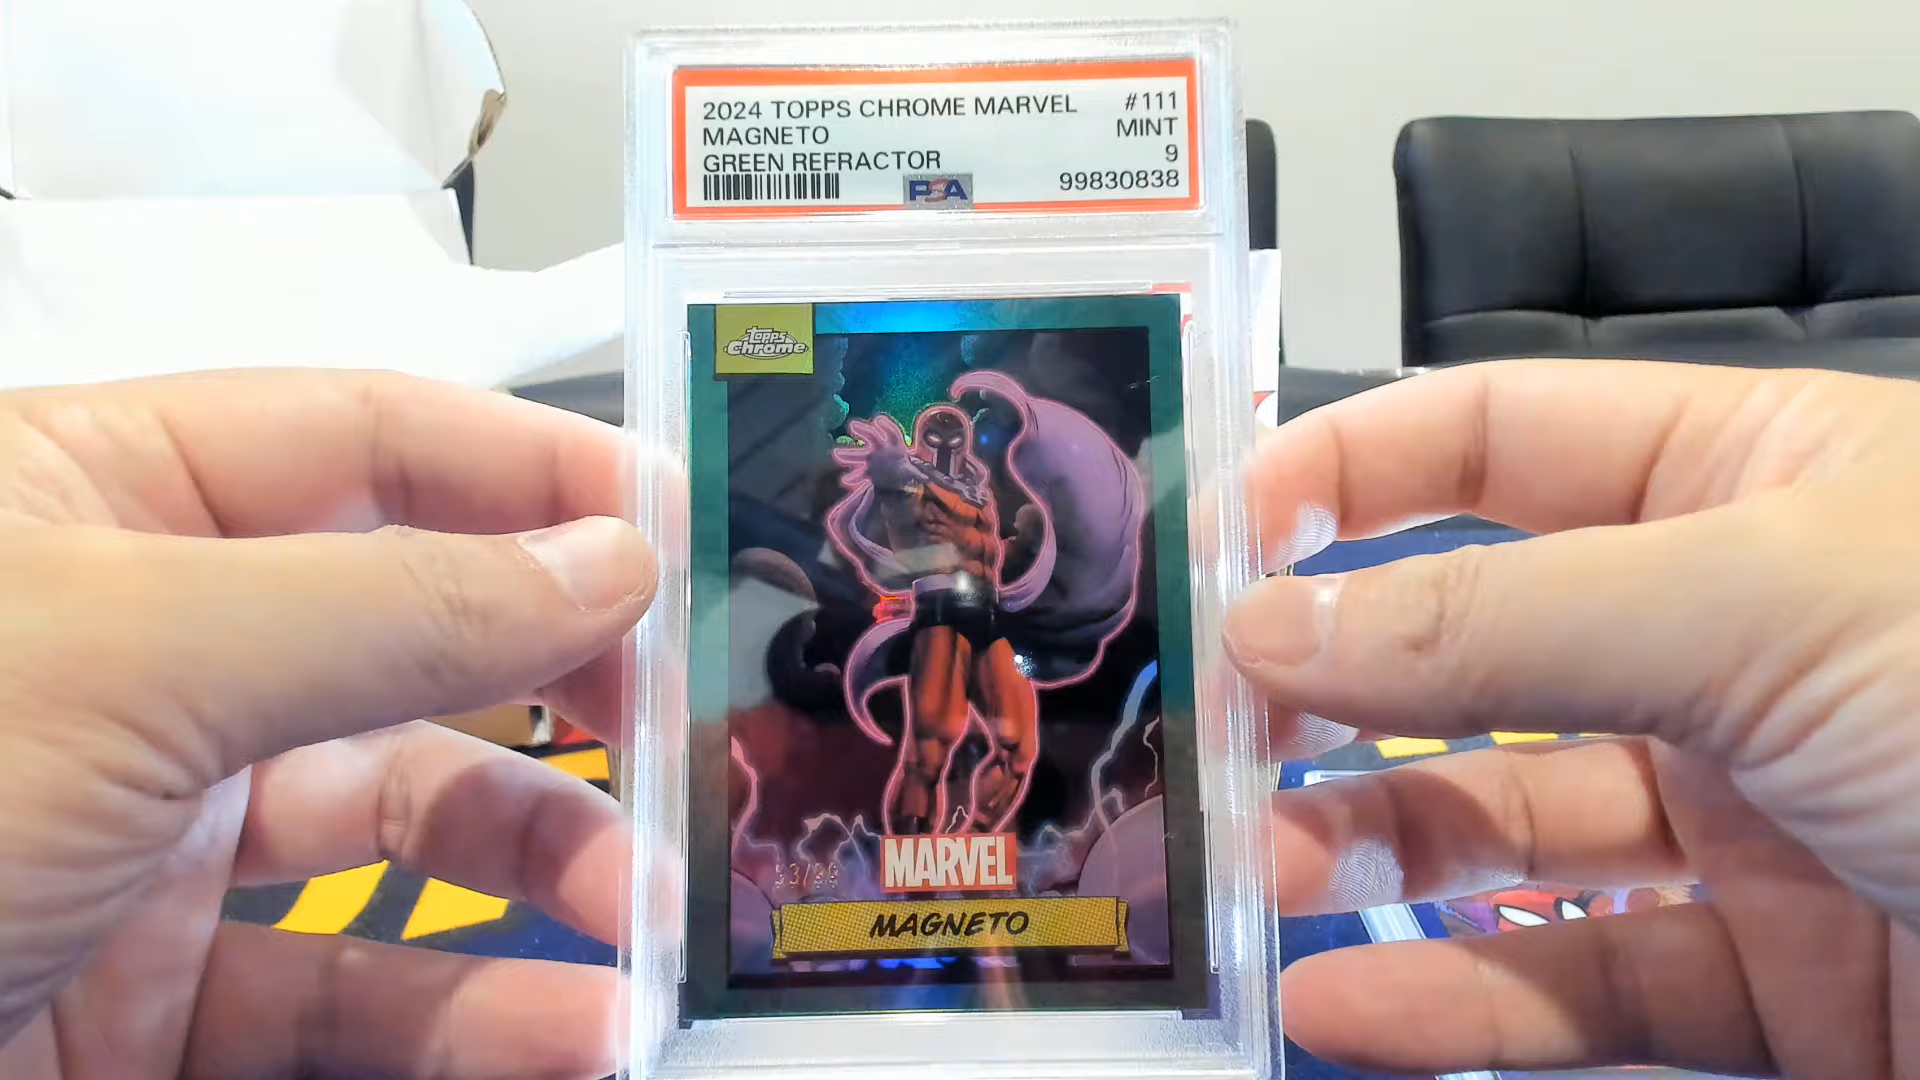 2024 TOPPS CHROME MARVEL #111
MAGNETO MINT
GREEN REFRACTOR 9
PSA 99830838
topps
Chrome
MARVEL
MAGNETO